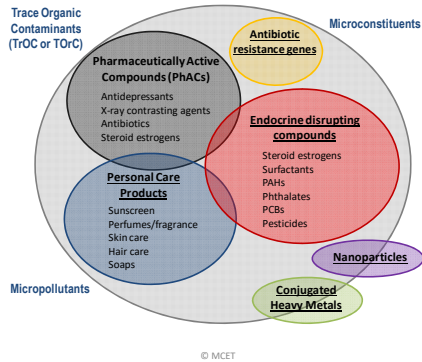 Trace Organic
Contaminants
(TrOC or TOrC)
Microconstituents
Antibiotic
resistance genes
Pharmaceutically Active
Compounds (PhACs)
Antidepressants
X-ray contrasting agents
Antibiotics
Steroid estrogens
Endocrine disrupting
compounds
Steroid estrogens
Surfactants
PAHs
Phthalates
PCBs
Pesticides
Personal Care
Products
Sunscreen
Perfumes/fragrance
Skin care
Hair care
Soaps
Nanoparticles
Micropollutants
Conjugated
Heavy Metals
© MCET